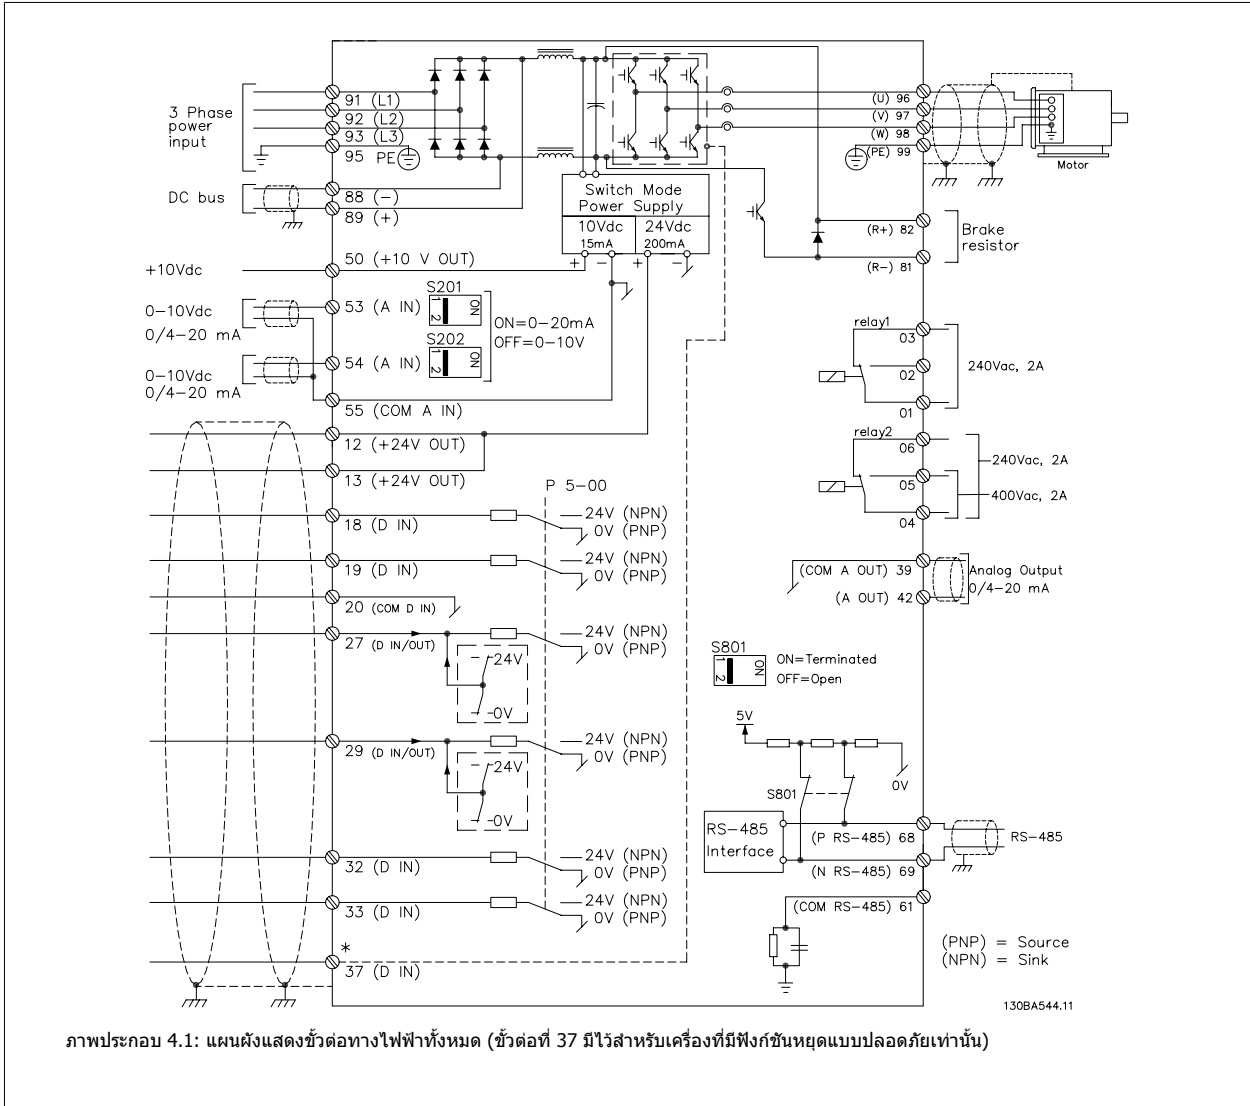 3 Phase
power
input
91 (L1)
92 (L2)
93 (L3)
95 PE
DC bus
88 (−)
89 (+)
+10Vdc
50 (+10 V OUT)
0−10Vdc
0/4−20 mA
53 (A IN)
S201
1 2
ON
ON=0−20mA
OFF=0−10V
S202
1 2
ON
0−10Vdc
0/4−20 mA
54 (A IN)
55 (COM A IN)
12 (+24V OUT)
13 (+24V OUT)
Switch Mode
Power Supply
10Vdc
15mA
24Vdc
200mA
+ − + −
P 5-00
18 (D IN)
24V (NPN)
0V (PNP)
19 (D IN)
24V (NPN)
0V (PNP)
20 (COM D IN)
27 (D IN/OUT)
24V (NPN)
0V (PNP)
24V
0V
29 (D IN/OUT)
24V (NPN)
0V (PNP)
24V
0V
32 (D IN)
24V (NPN)
0V (PNP)
33 (D IN)
24V (NPN)
0V (PNP)
*
37 (D IN)
(U) 96
(V) 97
(W) 98
(PE) 99
Motor
(R+) 82
(R−) 81
Brake
resistor
relay1
03
02
01
240Vac, 2A
relay2
06
05
04
240Vac, 2A
400Vac, 2A
(COM A OUT) 39
(A OUT) 42
Analog Output
0/4−20 mA
S801
1 2
ON
ON=Terminated
OFF=Open
5V
S801
0V
RS−485
Interface
(P RS−485) 68
(N RS−485) 69
RS−485
(COM RS−485) 61
(PNP) = Source
(NPN) = Sink
130BA544.11
ภาพประกอบ 4.1: แผนผังแสดงขั้วต่อทางไฟฟ้าทั้งหมด (ขั้วต่อที่ 37 มีไว้สำหรับเครื่องที่มีฟังก์ชันหยุดแบบปลอดภัยเท่านั้น)